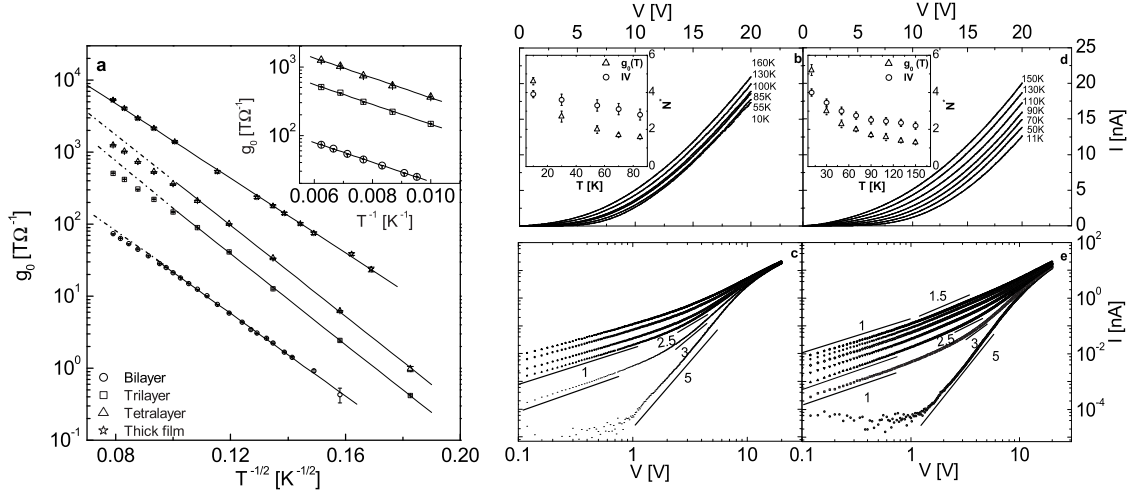 a
g₀ [TΩ⁻¹]
10⁴
10³
10²
10¹
10⁰
10⁻¹
0.08 0.12 0.16 0.20
T⁻¹/² [K⁻¹/²]
Bilayer
Trilayer
Tetralayer
Thick film
g₀ [TΩ⁻¹]
10³
10²
0.006 0.008 0.010
T⁻¹ [K⁻¹]
V [V]
0 5 10 15 20
b
g₀(T)
IV
6
4
2
0
N*
20 40 60 80
T [K]
160K
130K
100K
85K
55K
10K
V [V]
0 5 10 15 20
d
g₀(T)
IV
6
4
2
0
N*
30 60 90 120 150
T [K]
150K
130K
110K
90K
70K
50K
11K
25
20
15
10
5
0
I [nA]
c
1
2.5
3
5
0.1 1 10
V [V]
e
1
1.5
1
2.5
3
5
0.1 1 10
V [V]
10²
10⁰
10⁻²
10⁻⁴
I [nA]